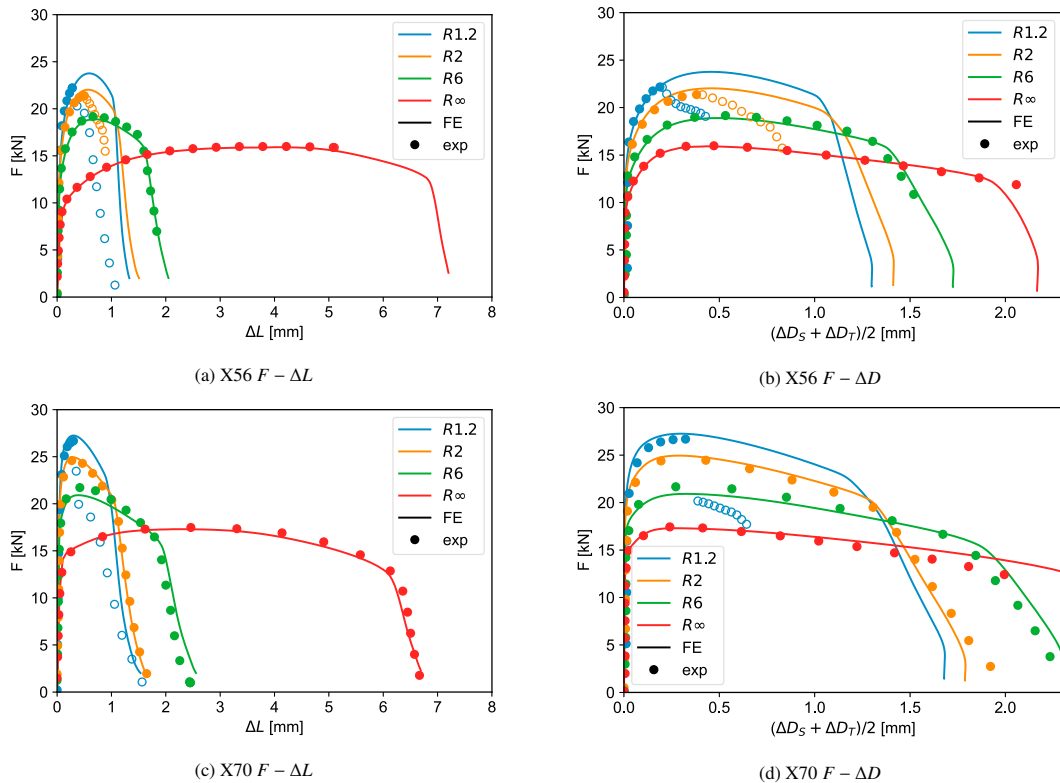 30
25
20
15
10
5
0
F [kN]
0 1 2 3 4 5 6 7 8
ΔL [mm]
R1.2
R2
R6
R∞
FE
exp
(a) X56 F − ΔL
30
25
20
15
10
5
0
F [kN]
0.0 0.5 1.0 1.5 2.0
(ΔD_S + ΔD_T)/2 [mm]
R1.2
R2
R6
R∞
FE
exp
(b) X56 F − ΔD
30
25
20
15
10
5
0
F [kN]
0 1 2 3 4 5 6 7 8
ΔL [mm]
R1.2
R2
R6
R∞
FE
exp
(c) X70 F − ΔL
30
25
20
15
10
5
0
F [kN]
0.0 0.5 1.0 1.5 2.0
(ΔD_S + ΔD_T)/2 [mm]
R1.2
R2
R6
R∞
FE
exp
(d) X70 F − ΔD